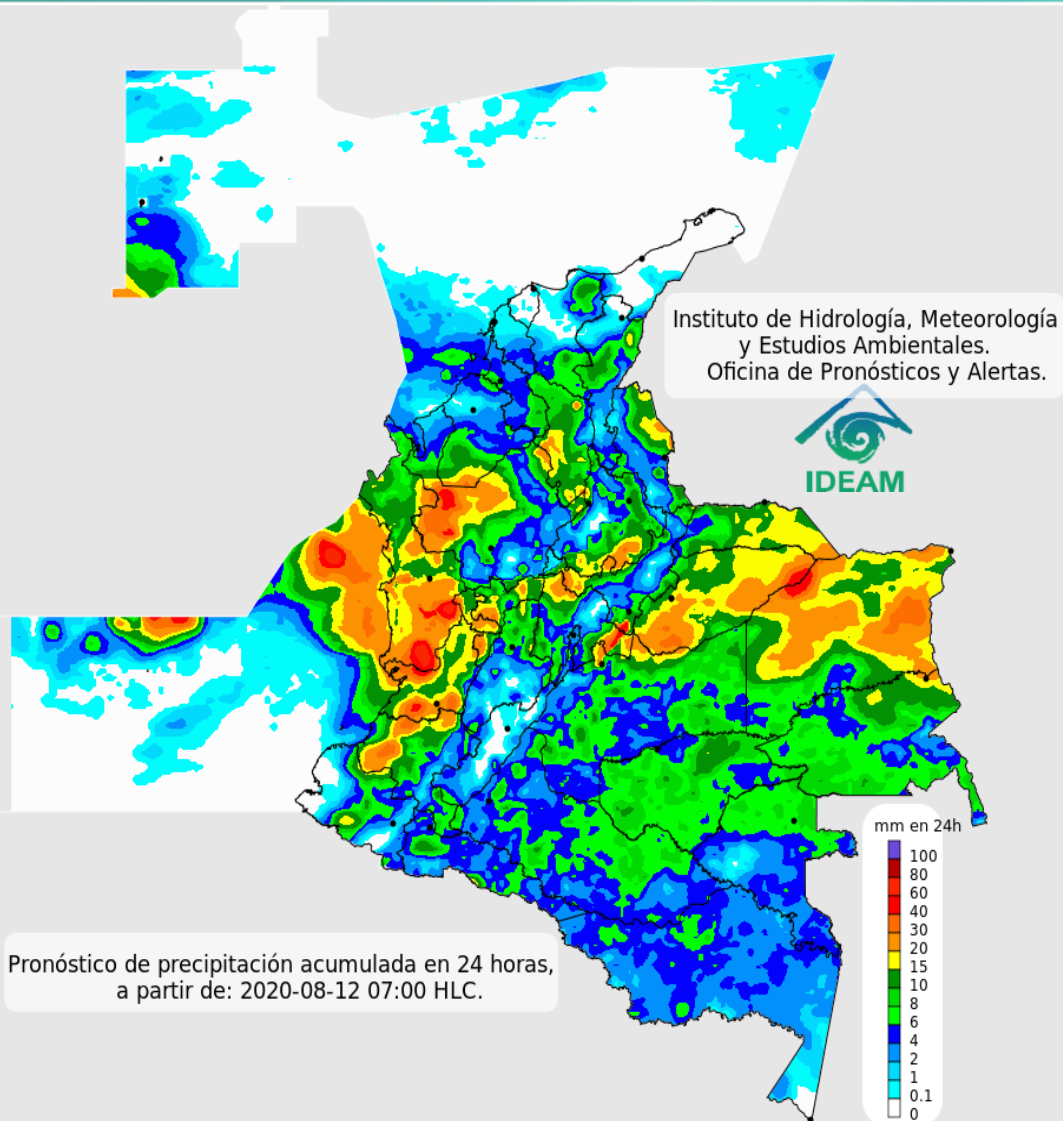 Instituto de Hidrología, Meteorología
y Estudios Ambientales.
Oficina de Pronósticos y Alertas.
IDEAM
mm en 24h
100
80
60
40
30
20
15
10
8
6
4
2
1
0.1
0
Pronóstico de precipitación acumulada en 24 horas,
a partir de: 2020-08-12 07:00 HLC.